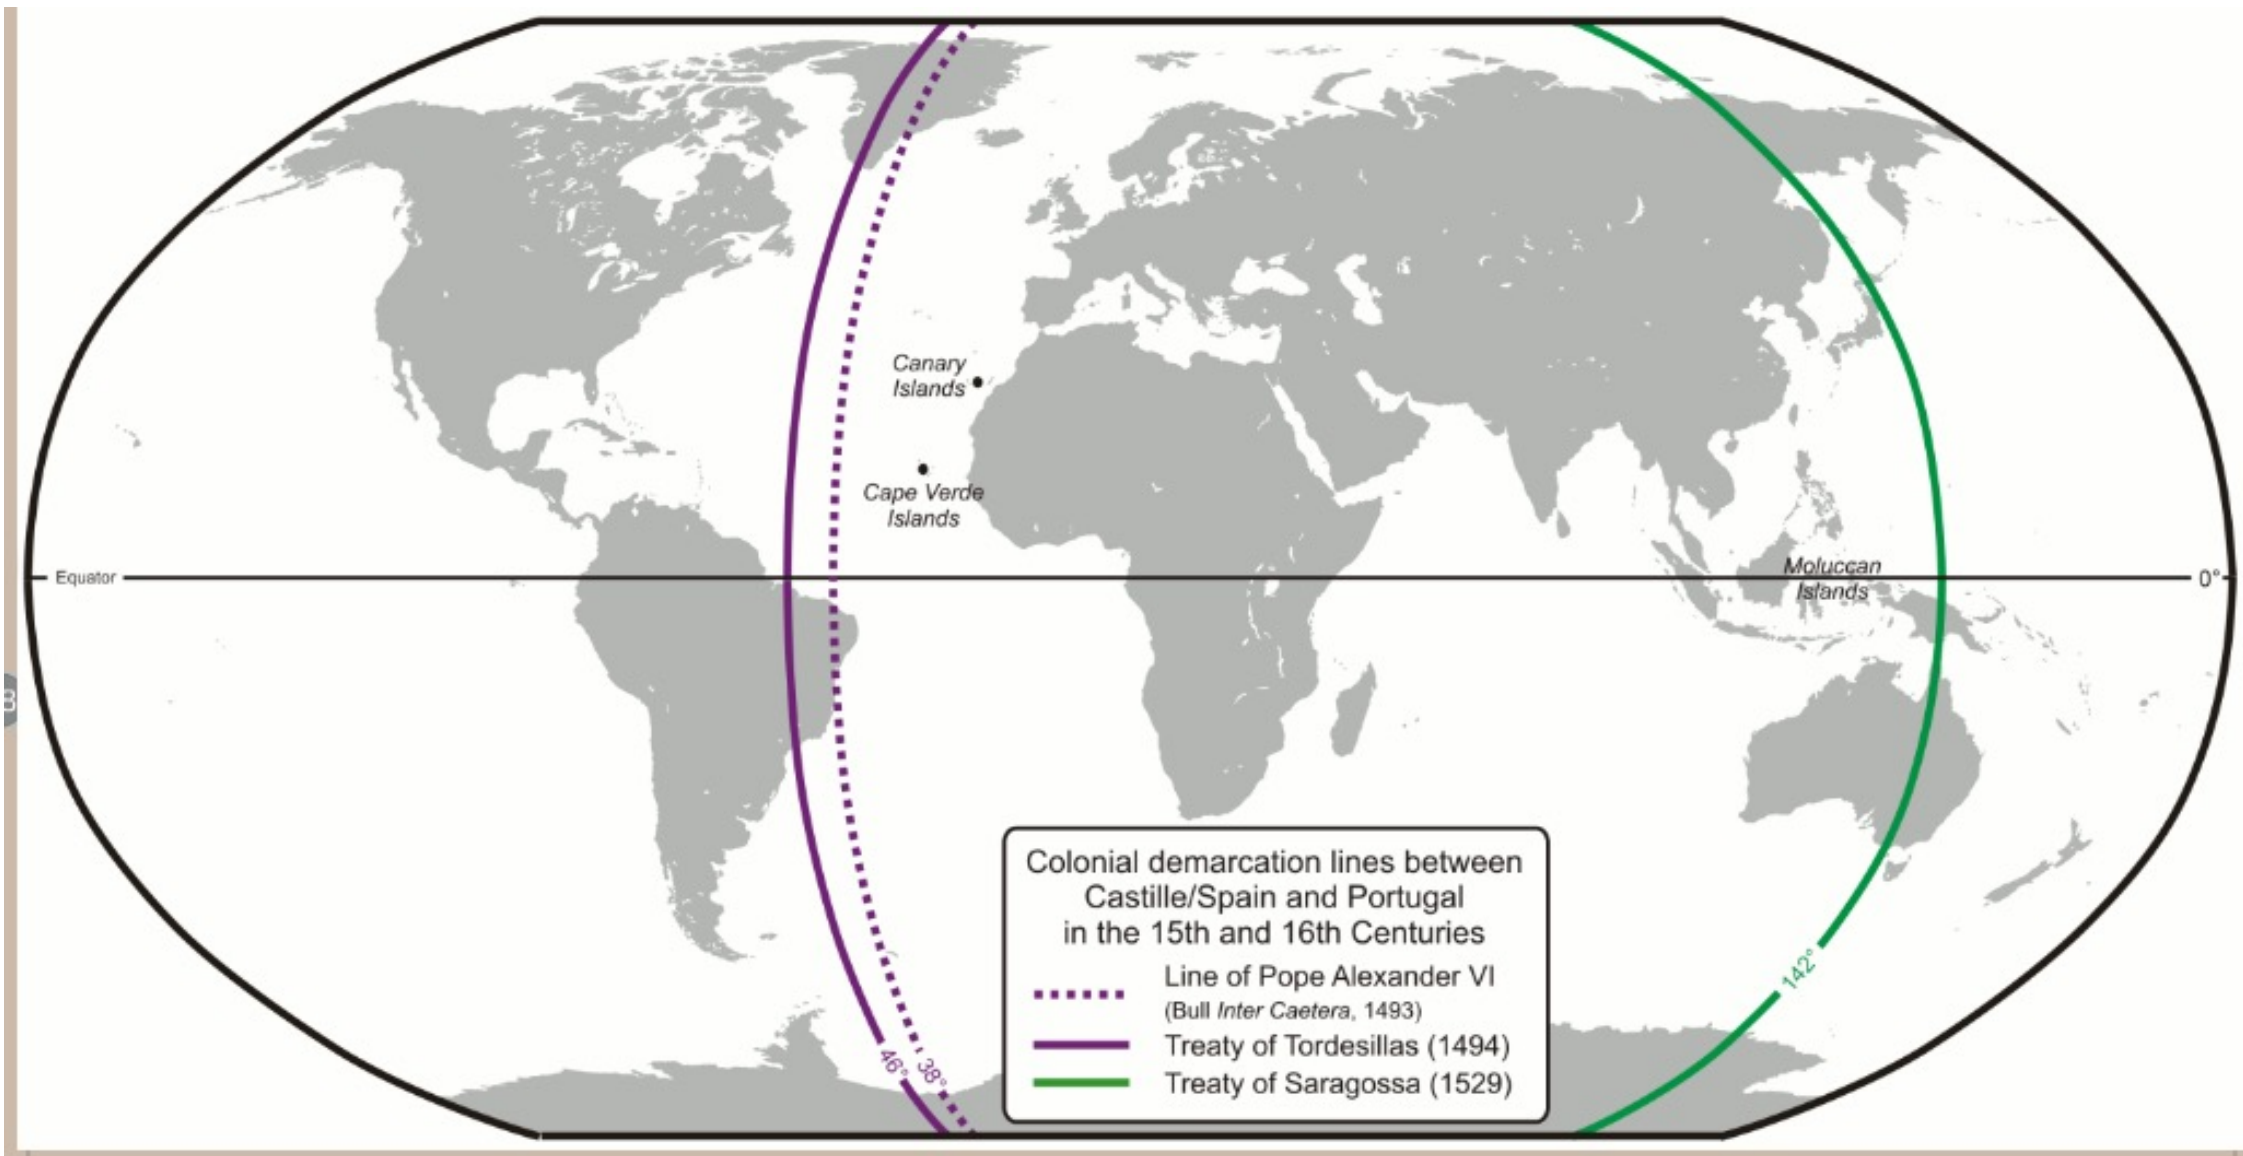 Canary
Islands
Cape Verde
Islands
Equator
Moluccan
Islands
0°
Colonial demarcation lines between
Castille/Spain and Portugal
in the 15th and 16th Centuries
Line of Pope Alexander VI
(Bull Inter Caetera, 1493)
Treaty of Tordesillas (1494)
Treaty of Saragossa (1529)
142°
46°
38°